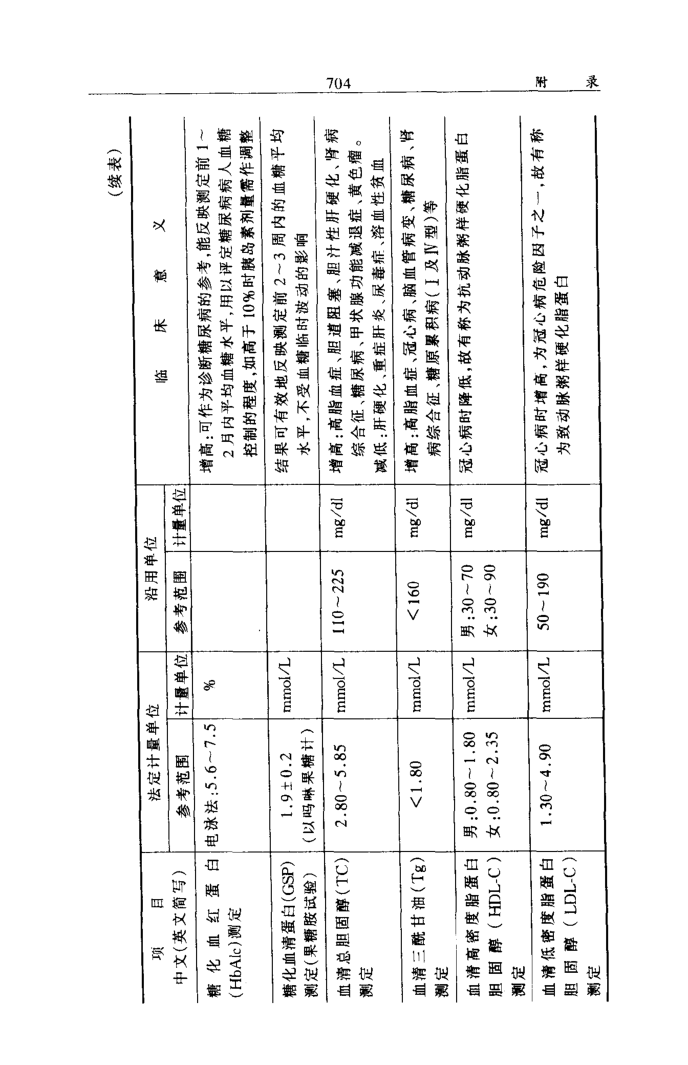 704
附 录
(续表)
项 目
中文(英文简写)
法定计量单位
沿用单位
临 床 意 义
参考范围
计量单位
参考范围
计量单位
糖化血红蛋白
(HbAlc)测定
电泳法:5.6～7.5
%
增高:可作为诊断糖尿病的参考,能反映测定前1～
2月内平均血糖水平,用以评定糖尿病病人血糖
控制的程度,如高于10%时胰岛素剂量需作调整
糖化血清蛋白(GSP)
测定(果糖胺试验)
1.9±0.2
(以吗啉果糖计)
mmol/L
结果可有效地反映测定前2～3周内的血糖平均
水平,不受血糖临时波动的影响
血清总胆固醇(TC)
测定
2.80～5.85
mmol/L
110～225
mg/dl
增高:高脂血症、胆道阻塞、胆汁性肝硬化、肾病
综合征、糖尿病、甲状腺功能减退症、黄色瘤。
减低:肝硬化、重症肝炎、尿毒症、溶血性贫血
血清三酰甘油(Tg)
测定
<1.80
mmol/L
<160
mg/dl
增高:高脂血症、冠心病、脑血管病变、糖尿病、肾
病综合征、糖原累积病(Ⅰ及Ⅳ型)等
血清高密度脂蛋白
胆固醇(HDL-C)
测定
男:0.80～1.80
女:0.80～2.35
mmol/L
男:30～70
女:30～90
mg/dl
冠心病时降低,故有称为抗动脉粥样硬化脂蛋白
血清低密度脂蛋白
胆固醇(LDL-C)
测定
1.30～4.90
mmol/L
50～190
mg/dl
冠心病时增高,为冠心病危险因子之一,故有称
为致动脉粥样硬化脂蛋白